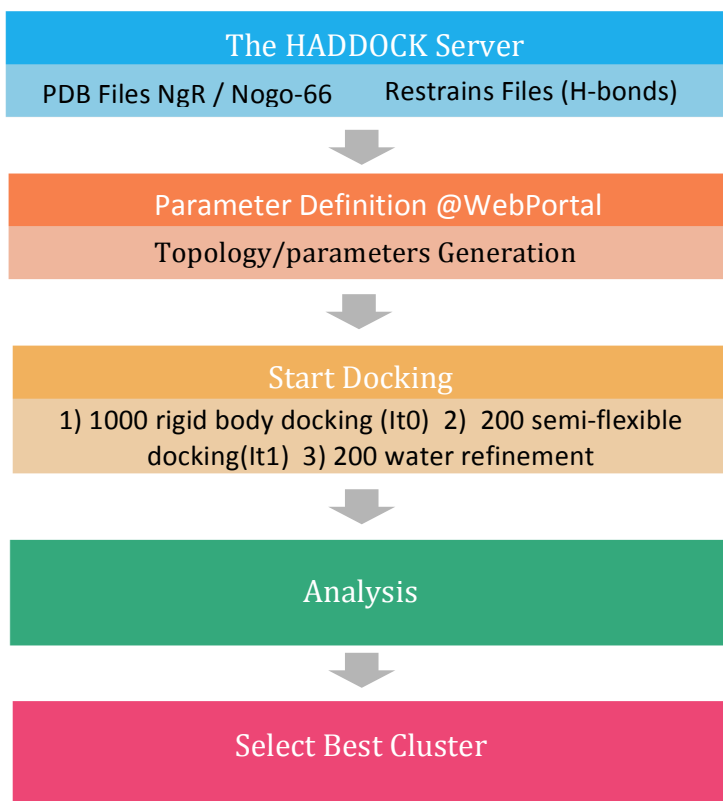 The HADDOCK Server
PDB Files NgR / Nogo-66 Restrains Files (H-bonds)
Parameter Definition @WebPortal
Topology/parameters Generation
Start Docking
1) 1000 rigid body docking (It0) 2) 200 semi-flexible
docking(It1) 3) 200 water refinement
Analysis
Select Best Cluster